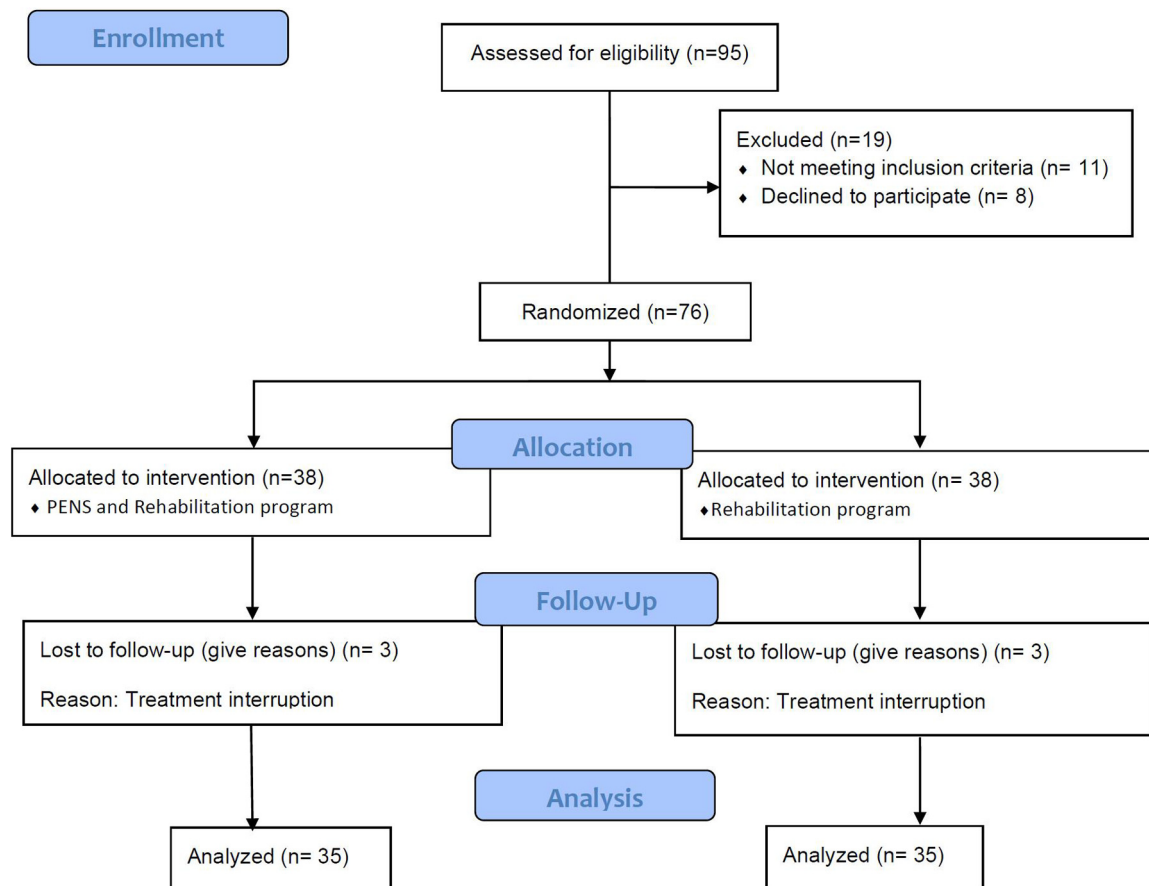 Enrollment
Assessed for eligibility (n=95)
Excluded (n=19)
♦ Not meeting inclusion criteria (n= 11)
♦ Declined to participate (n= 8)
Randomized (n=76)
Allocation
Allocated to intervention (n=38)
♦ PENS and Rehabilitation program
Allocated to intervention (n= 38)
♦Rehabilitation program
Follow-Up
Lost to follow-up (give reasons) (n= 3)
Reason: Treatment interruption
Lost to follow-up (give reasons) (n= 3)
Reason: Treatment interruption
Analysis
Analyzed (n= 35)
Analyzed (n= 35)